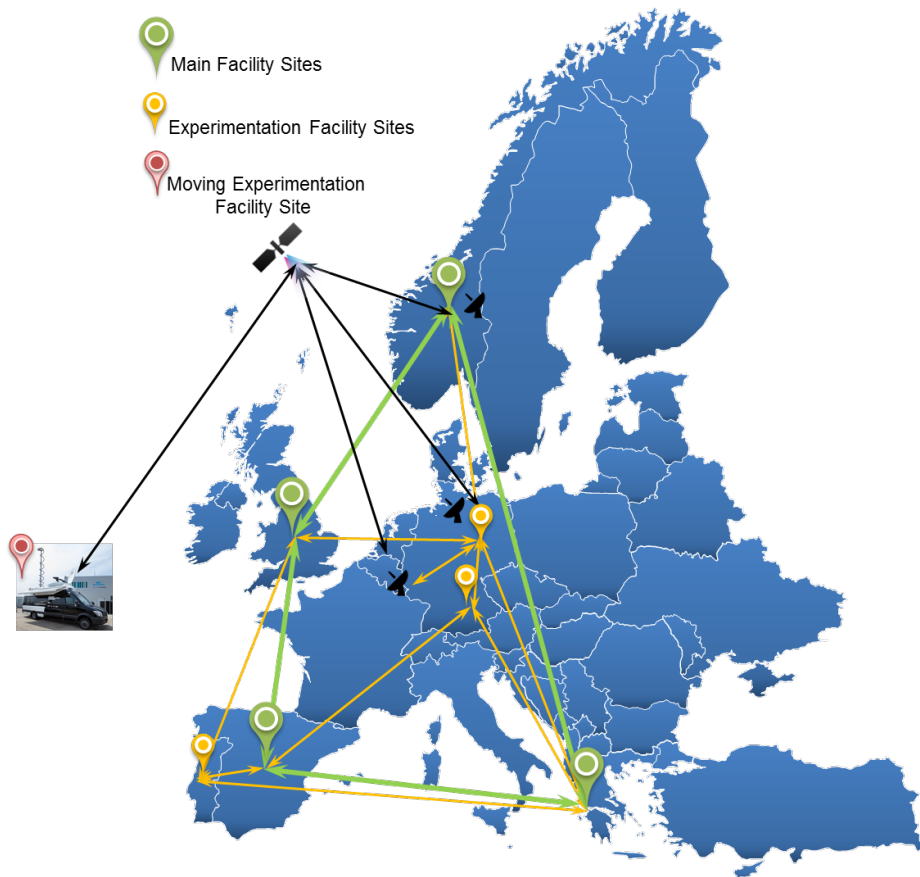 Main Facility Sites
Experimentation Facility Sites
Moving Experimentation
Facility Site